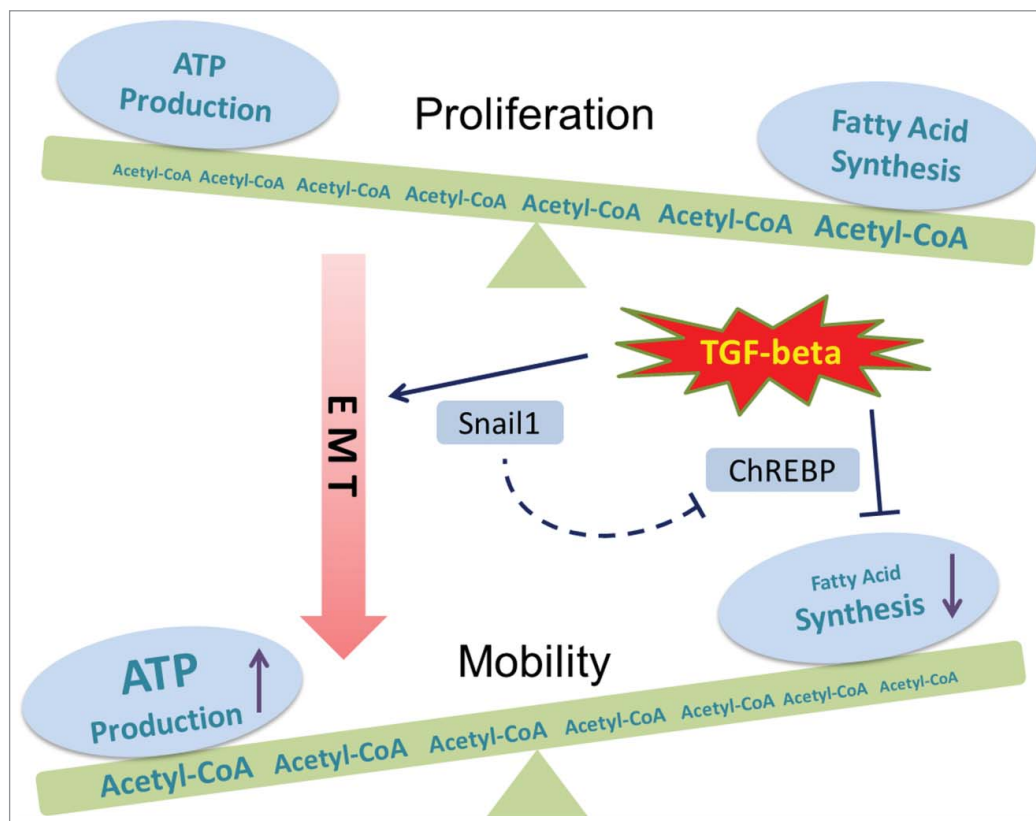 ATP
Production
Proliferation
Fatty Acid
Synthesis
Acetyl-CoA Acetyl-CoA Acetyl-CoA Acetyl-CoA Acetyl-CoA Acetyl-CoA Acetyl-CoA
TGF-beta
EMT
Snail1
ChREBP
Fatty Acid
Synthesis
Mobility
ATP
Production
Acetyl-CoA Acetyl-CoA Acetyl-CoA Acetyl-CoA Acetyl-CoA Acetyl-CoA Acetyl-CoA